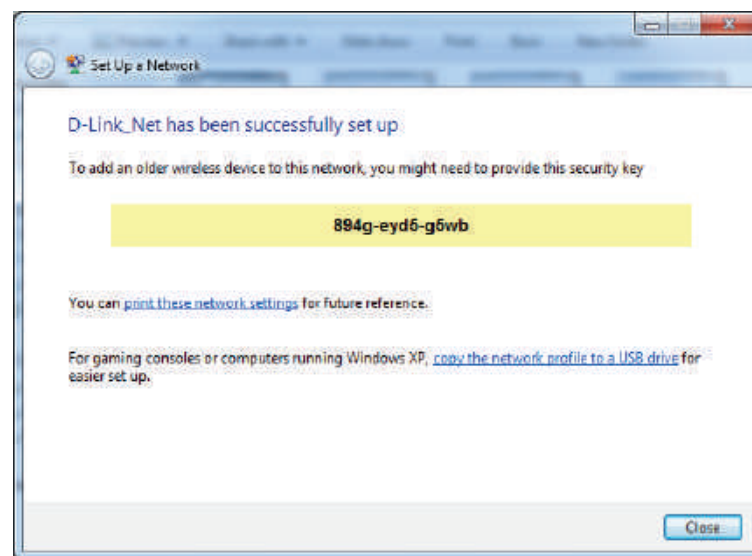 Set Up a Network
D-Link_Net has been successfully set up
To add an older wireless device to this network, you might need to provide this security key
894g-eyd5-g5wb
You can print these network settings for future reference.
For gaming consoles or computers running Windows XP, copy the network profile to a USB drive for
easier set up.
Close